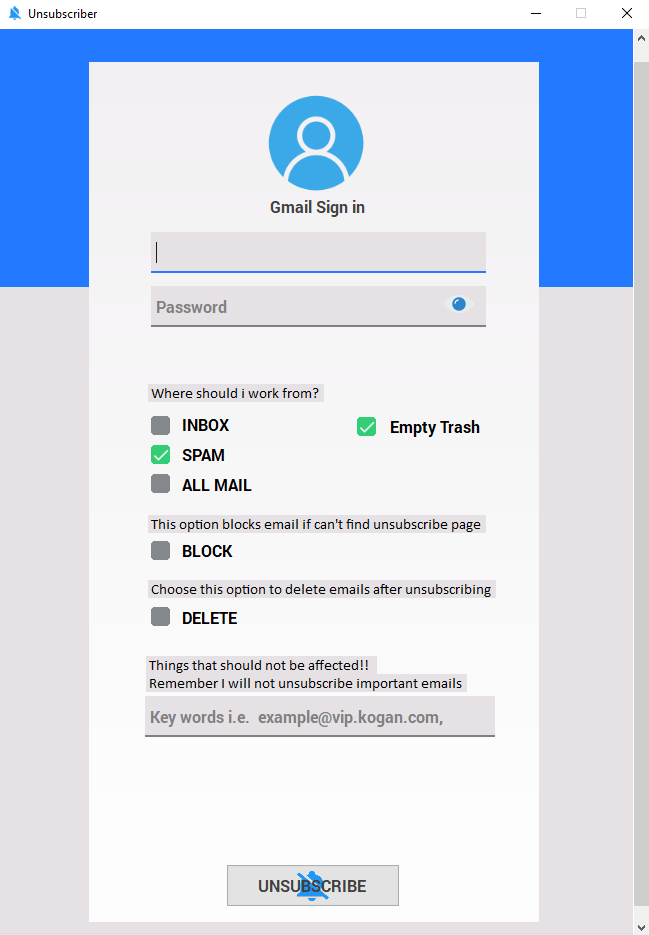 Unsubscriber
Gmail Sign in
Password
Where should i work from?
INBOX
Empty Trash
SPAM
ALL MAIL
This option blocks email if can't find unsubscribe page
BLOCK
Choose this option to delete emails after unsubscribing
DELETE
Things that should not be affected!!
Remember I will not unsubscribe important emails
Key words i.e.  example@vip.kogan.com,
UNSUBSCRIBE